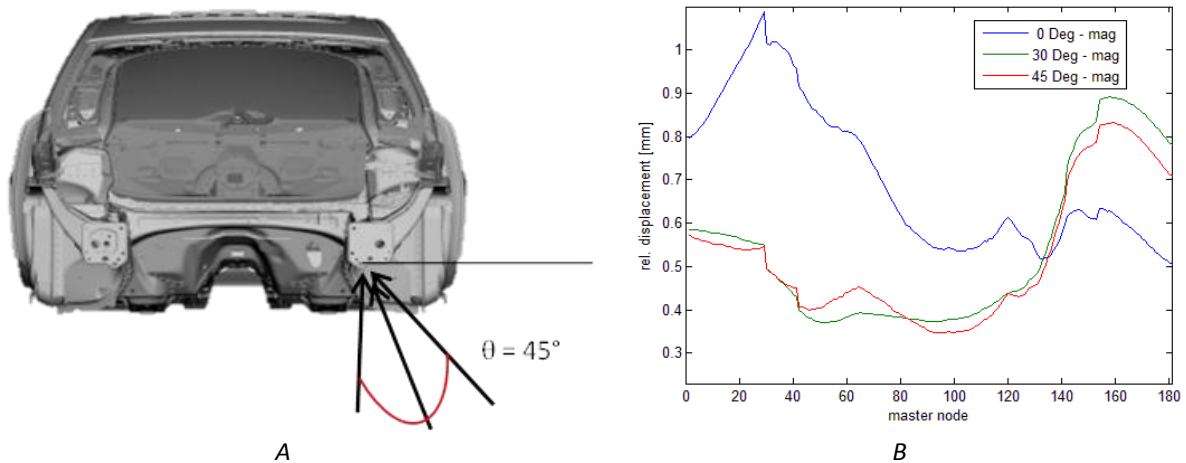 θ = 45°
A
0 Deg - mag
30 Deg - mag
45 Deg - mag
rel. displacement [mm]
1
0.9
0.8
0.7
0.6
0.5
0.4
0.3
0 20 40 60 80 100 120 140 160 180
master node
B